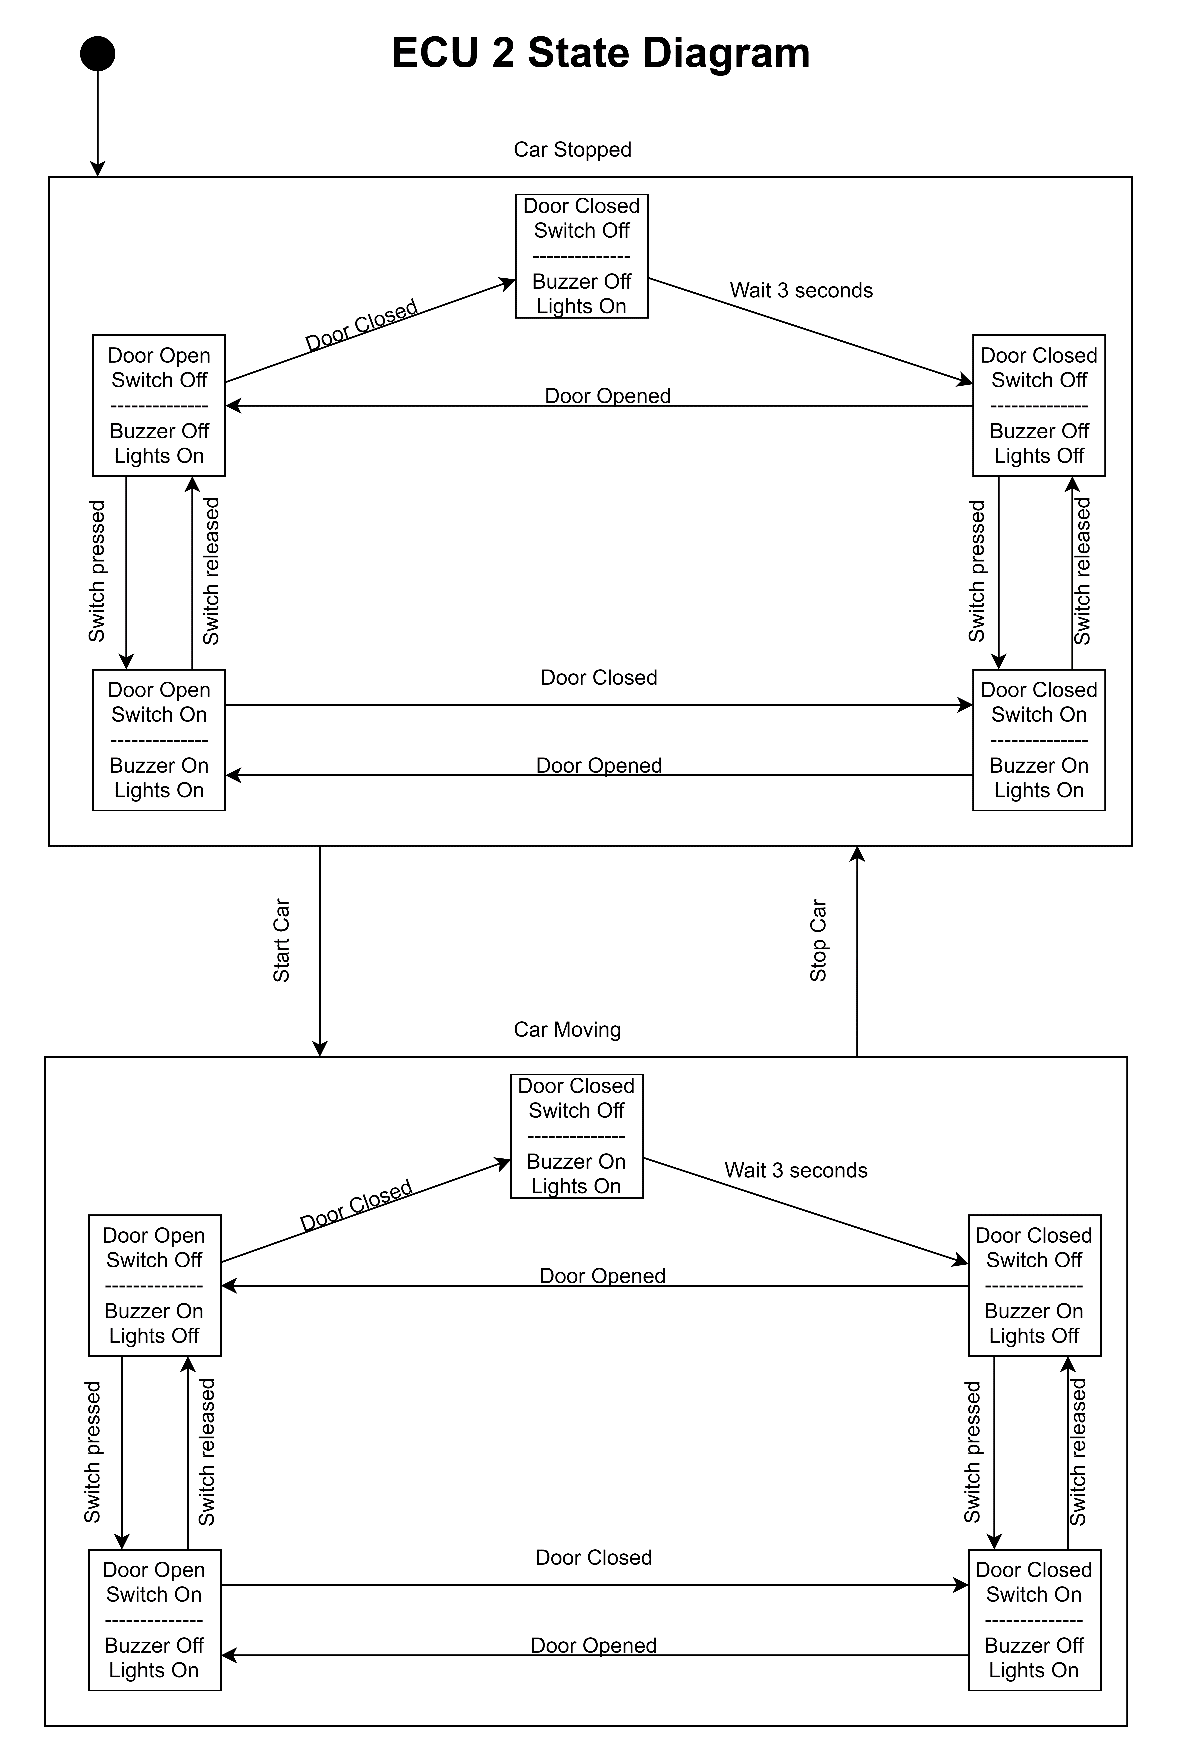 ECU 2 State Diagram
Car Stopped
Door Closed
Switch Off
--------------
Buzzer Off
Lights On
Door Closed
Wait 3 seconds
Door Open
Switch Off
--------------
Buzzer Off
Lights On
Door Opened
Door Closed
Switch Off
--------------
Buzzer Off
Lights Off
Switch pressed
Switch released
Switch pressed
Switch released
Door Open
Switch On
--------------
Buzzer On
Lights On
Door Closed
Door Opened
Door Closed
Switch On
--------------
Buzzer On
Lights On
Start Car
Stop Car
Car Moving
Door Closed
Switch Off
--------------
Buzzer On
Lights On
Door Closed
Wait 3 seconds
Door Open
Switch Off
--------------
Buzzer On
Lights Off
Door Opened
Door Closed
Switch Off
--------------
Buzzer On
Lights Off
Switch pressed
Switch released
Switch pressed
Switch released
Door Open
Switch On
--------------
Buzzer Off
Lights On
Door Closed
Door Opened
Door Closed
Switch On
--------------
Buzzer Off
Lights On